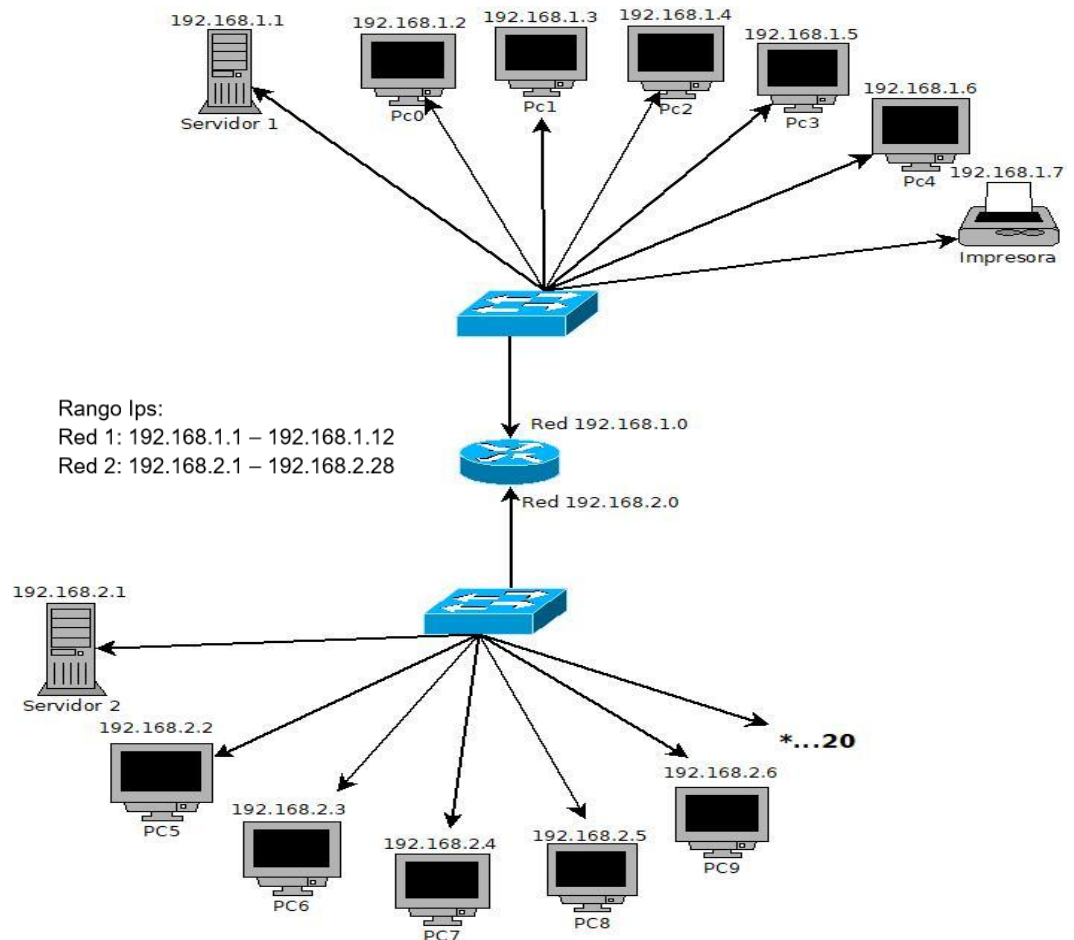 192.168.1.1
192.168.1.2
192.168.1.3
192.168.1.4
192.168.1.5
192.168.1.6
192.168.1.7
Servidor 1
Pc0
Pc1
Pc2
Pc3
Pc4
Impresora
Rango Ips:
Red 1: 192.168.1.1 – 192.168.1.12
Red 2: 192.168.2.1 – 192.168.2.28
Red 192.168.1.0
Red 192.168.2.0
192.168.2.1
Servidor 2
192.168.2.2
PC5
192.168.2.3
PC6
192.168.2.4
PC7
192.168.2.5
PC8
192.168.2.6
PC9
*...20